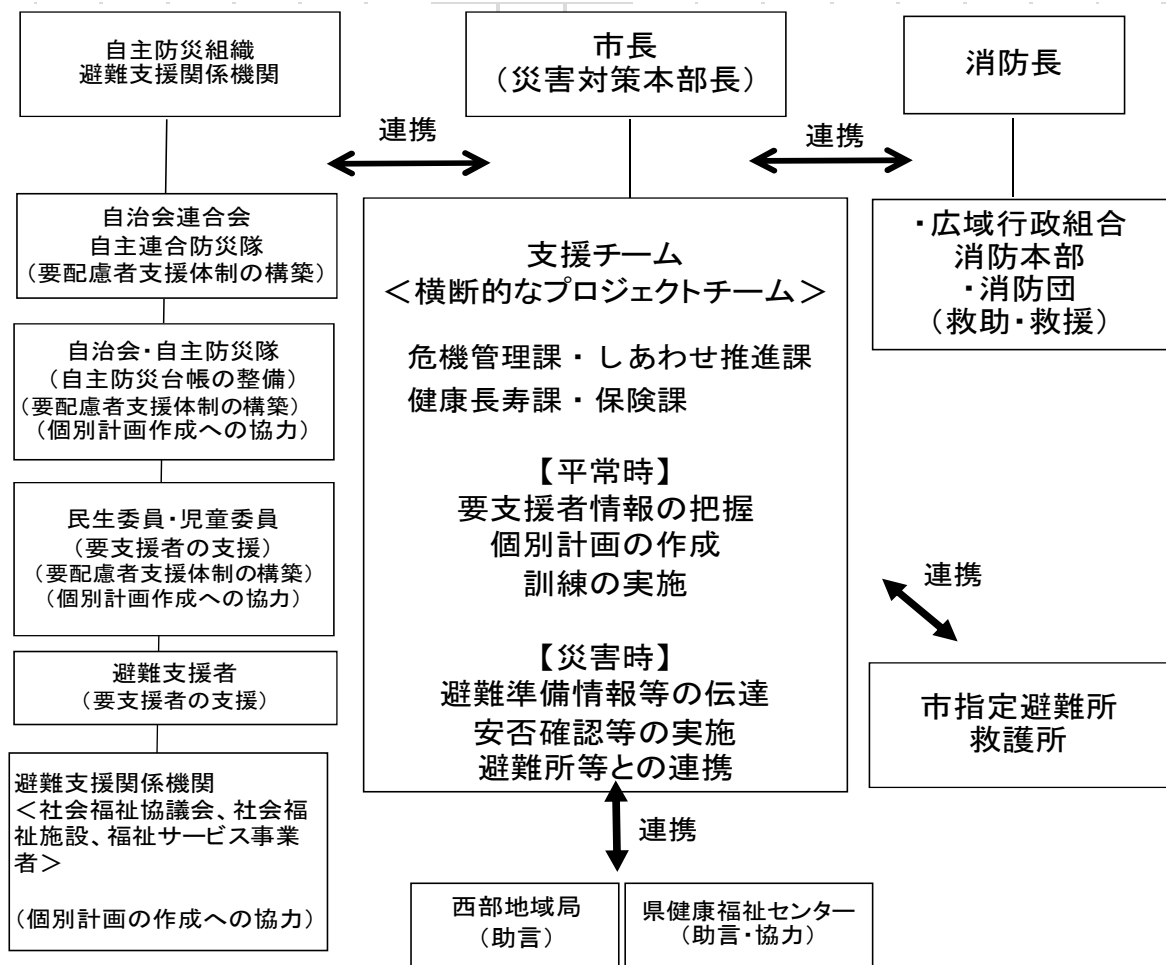 自主防災組織
避難支援関係機関
市長
(災害対策本部長)
消防長
連携
連携
自治会連合会
自主連合防災隊
(要配慮者支援体制の構築)
自治会・自主防災隊
(自主防災台帳の整備)
(要配慮者支援体制の構築)
(個別計画作成への協力)
民生委員・児童委員
(要支援者の支援)
(要配慮者支援体制の構築)
(個別計画作成への協力)
避難支援者
(要支援者の支援)
避難支援関係機関
<社会福祉協議会、社会福
祉施設、福祉サービス事業
者>
(個別計画の作成への協力)
支援チーム
<横断的なプロジェクトチーム>
危機管理課・しあわせ推進課
健康長寿課・保険課
【平常時】
要支援者情報の把握
個別計画の作成
訓練の実施
【災害時】
避難準備情報等の伝達
安否確認等の実施
避難所等との連携
・広域行政組合
消防本部
・消防団
(救助・救援)
連携
市指定避難所
救護所
連携
西部地域局
(助言)
県健康福祉センター
(助言・協力)